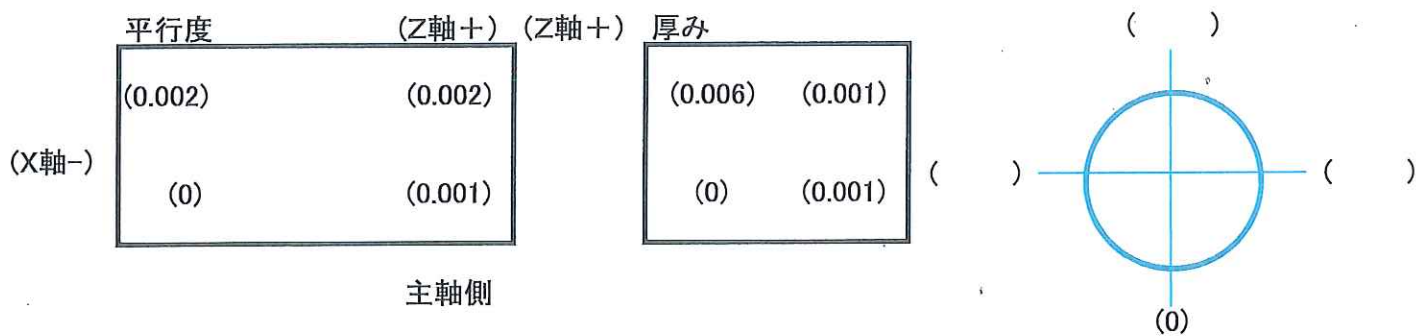 平行度 (Z軸+) (Z軸+) 厚み ( )
(0.002) (0.002) (0.006) (0.001)
(X軸-) ( ) ( )
(0) (0.001) (0) (0.001)
主軸側
(0)